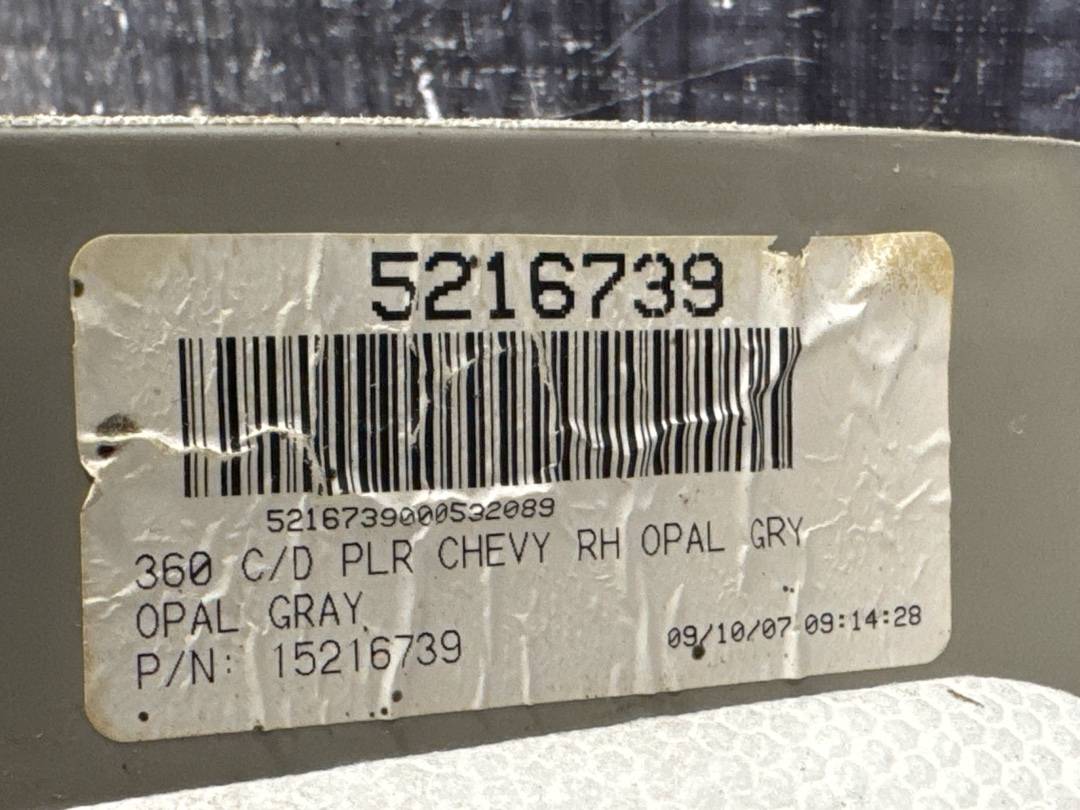 5216739
5216739000532089
360 C/D PLR CHEVY RH OPAL GRY
OPAL GRAY
P/N: 15216739
09/10/07 09:14:28